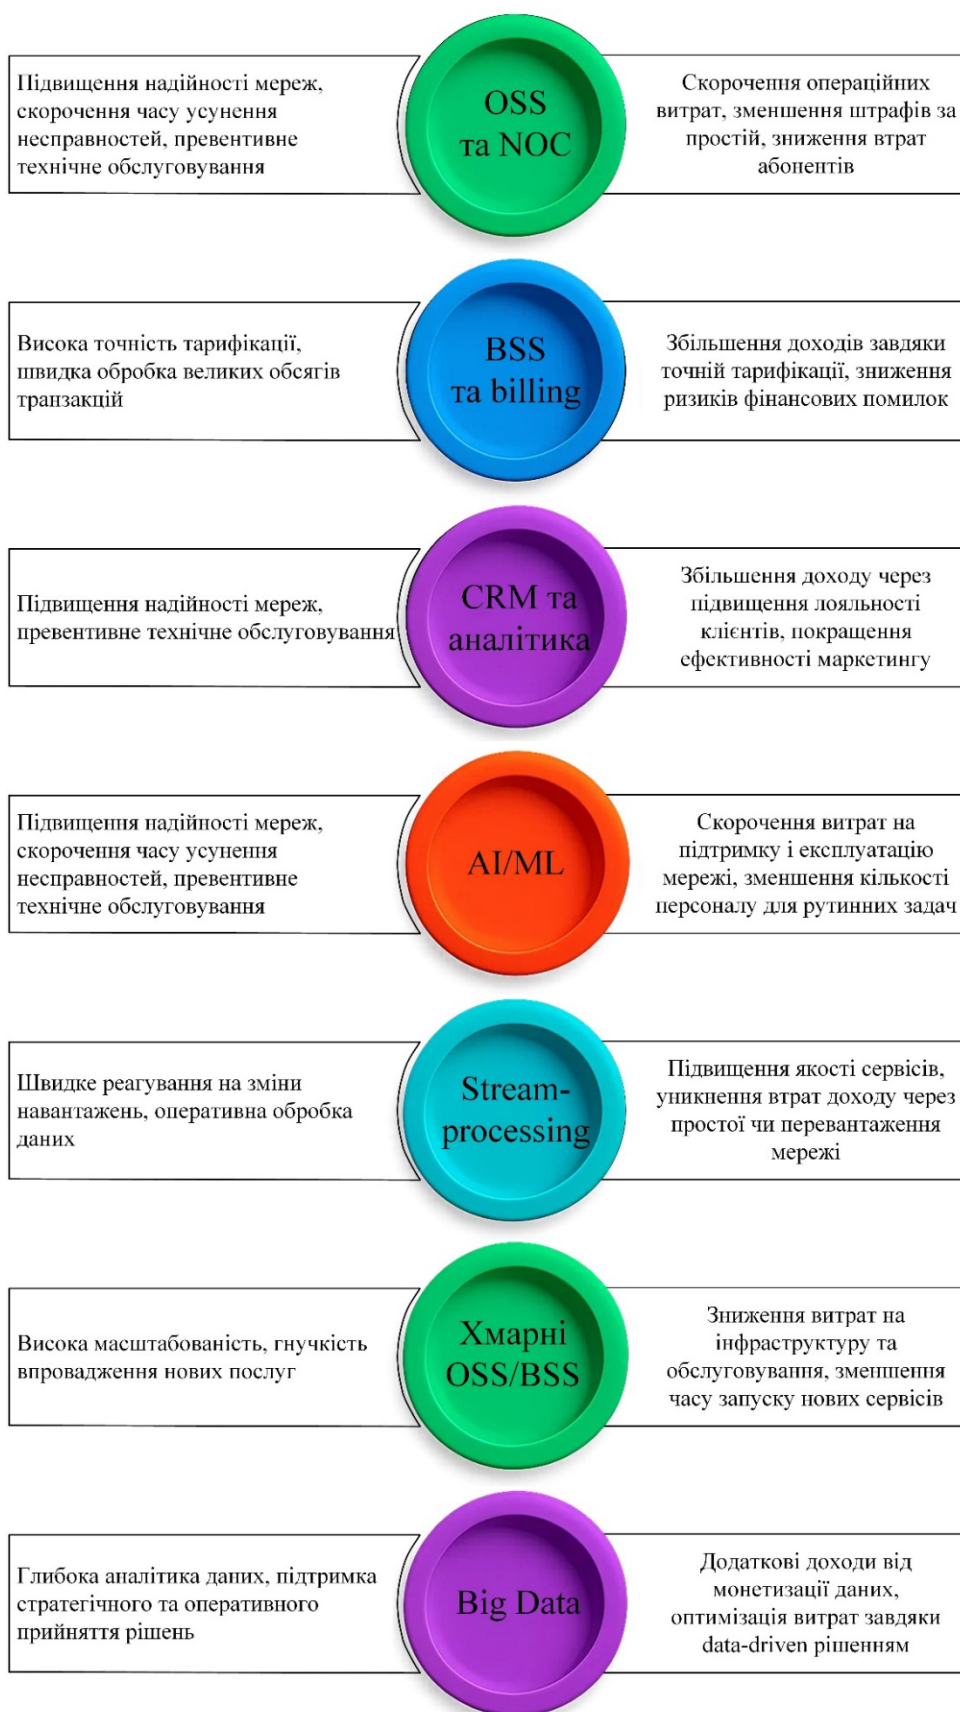 Підвищення надійності мереж,
скорочення часу усунення
несправностей, превентивне
технічне обслуговування
OSS
та NOC
Скорочення операційних
витрат, зменшення штрафів за
простій, зниження втрат
абонентів
Висока точність тарифікації,
швидка обробка великих обсягів
транзакцій
BSS
та billing
Збільшення доходів завдяки
точній тарифікації, зниження
ризиків фінансових помилок
Підвищення надійності мереж,
превентивне технічне обслуговування
CRM та
аналітика
Збільшення доходу через
підвищення лояльності
клієнтів, покращення
ефективності маркетингу
Підвищення надійності мереж,
скорочення часу усунення
несправностей, превентивне
технічне обслуговування
AI/ML
Скорочення витрат на
підтримку і експлуатацію
мережі, зменшення кількості
персоналу для рутинних задач
Швидке реагування на зміни
навантажень, оперативна обробка
даних
Stream-
processing
Підвищення якості сервісів,
уникнення втрат доходу через
простої чи перевантаження
мережі
Висока масштабованість, гнучкість
впровадження нових послуг
Хмарні
OSS/BSS
Зниження витрат на
інфраструктуру та
обслуговування, зменшення
часу запуску нових сервісів
Глибока аналітика даних, підтримка
стратегічного та оперативного
прийняття рішень
Big Data
Додаткові доходи від
монетизації даних,
оптимізація витрат завдяки
data-driven рішенням